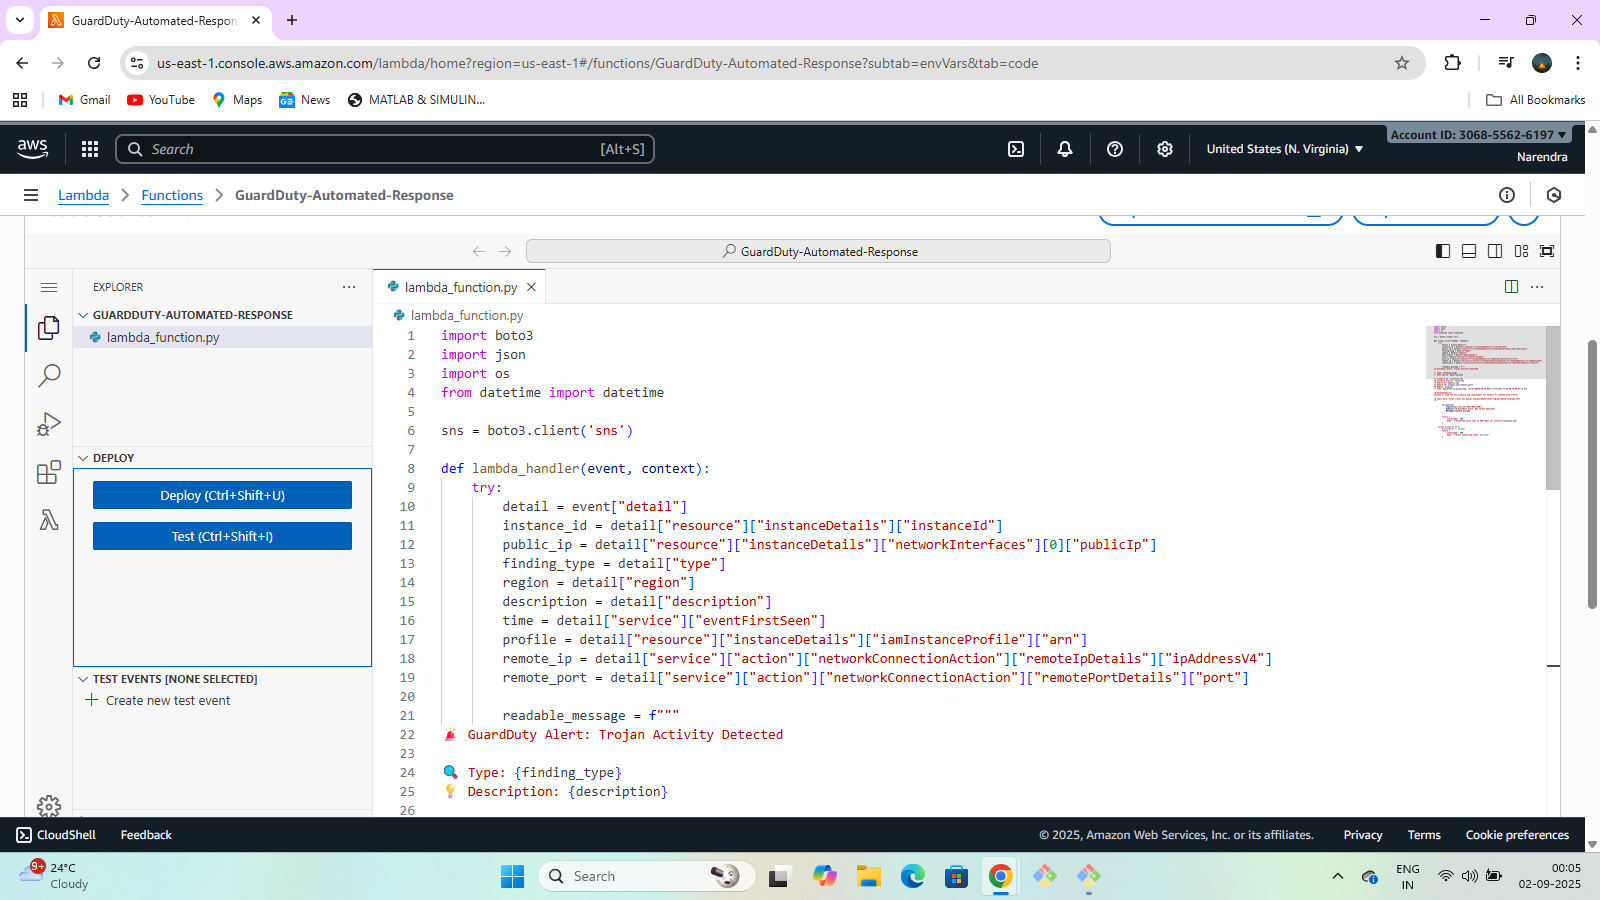 GuardDuty-Automated-Respon
us-east-1.console.aws.amazon.com/lambda/home?region=us-east-1#/functions/GuardDuty-Automated-Response?subtab=envVars&tab=code
Gmail YouTube Maps News MATLAB & SIMULIN... All Bookmarks
aws Search [Alt+S] United States (N. Virginia) Account ID: 3068-5562-6197
Narendra
Lambda Functions GuardDuty-Automated-Response
GuardDuty-Automated-Response
EXPLORER
lambda_function.py
GUARDDUTY-AUTOMATED-RESPONSE
lambda_function.py
DEPLOY
Deploy (Ctrl+Shift+U)
Test (Ctrl+Shift+I)
TEST EVENTS [NONE SELECTED]
Create new test event
lambda_function.py
1 import boto3
2 import json
3 import os
4 from datetime import datetime
5
6 sns = boto3.client('sns')
7
8 def lambda_handler(event, context):
9 try:
10 detail = event["detail"]
11 instance_id = detail["resource"]["instanceDetails"]["instanceId"]
12 public_ip = detail["resource"]["instanceDetails"]["networkInterfaces"][0]["publicIp"]
13 finding_type = detail["type"]
14 region = detail["region"]
15 description = detail["description"]
16 time = detail["service"]["eventFirstSeen"]
17 profile = detail["resource"]["instanceDetails"]["iamInstanceProfile"]["arn"]
18 remote_ip = detail["service"]["action"]["networkConnectionAction"]["remoteIpDetails"]["ipAddressV4"]
19 remote_port = detail["service"]["action"]["networkConnectionAction"]["remotePortDetails"]["port"]
20
21 readable_message = f"""
22 🚨 GuardDuty Alert: Trojan Activity Detected
23
24 🔍 Type: {finding_type}
25 💡 Description: {description}
26
CloudShell Feedback © 2025, Amazon Web Services, Inc. or its affiliates. Privacy Terms Cookie preferences
9+ 24°C
Cloudy
Search
ENG
IN
00:05
02-09-2025